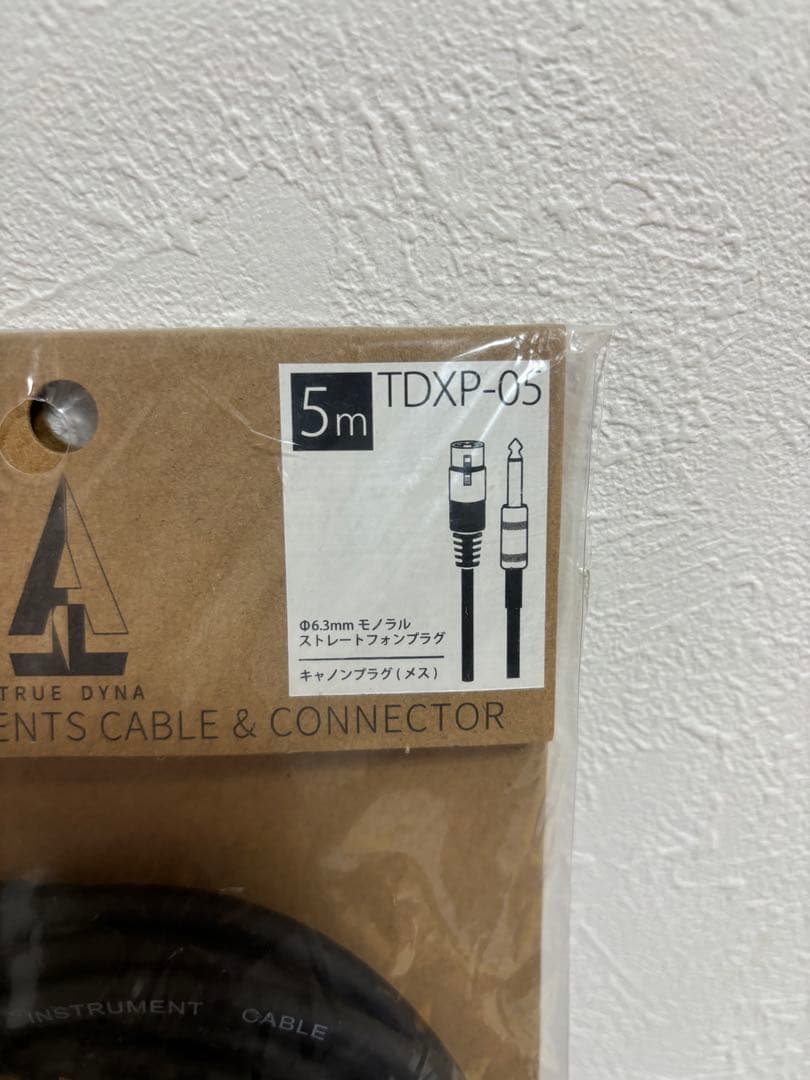 5m TDXP-05
Φ6.3mm モノラル
ストレートフォンプラグ
キャノンプラグ(メス)
TRUE DYNA
ENTS CABLE & CONNECTOR
INSTRUMENT CABLE